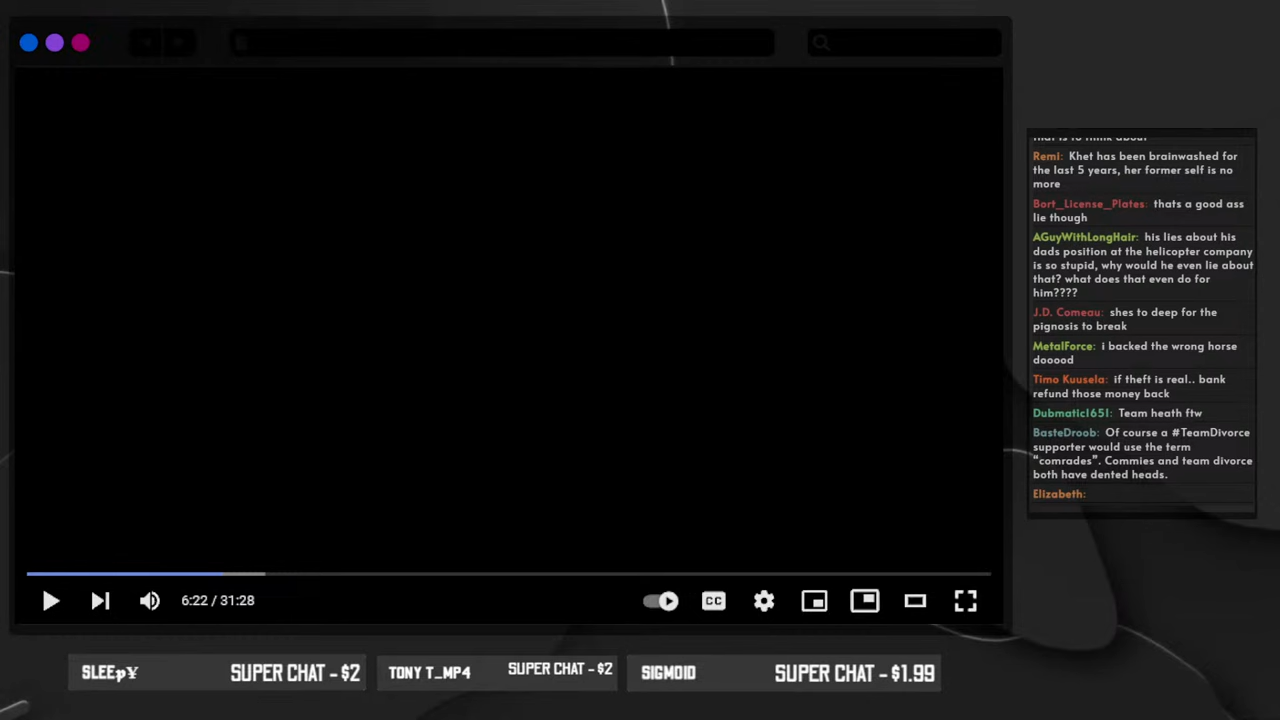 Remi: Khet has been brainwashed for
the last 5 years, her former self is no
more
Bort_License_Plates: thats a good ass
lie though
AGuyWithLongHair: his lies about his
dads position at the helicopter company
is so stupid, why would he even lie about
that? what does that even do for
him????
J.D. Comeau: shes to deep for the
pignosis to break
MetalForce: i backed the wrong horse
dooood
Timo Kuusela: if theft is real.. bank
refund those money back
Dubmatic1651: Team heath ftw
BasteDroob: Of course a #TeamDivorce
supporter would use the term
“comrades”. Commies and team divorce
both have dented heads.
Elizabeth:
6:22 / 31:28
CC
SLEEp¥ SUPER CHAT - $2
TONY T_MP4 SUPER CHAT - $2
SIGMOID SUPER CHAT - $1.99